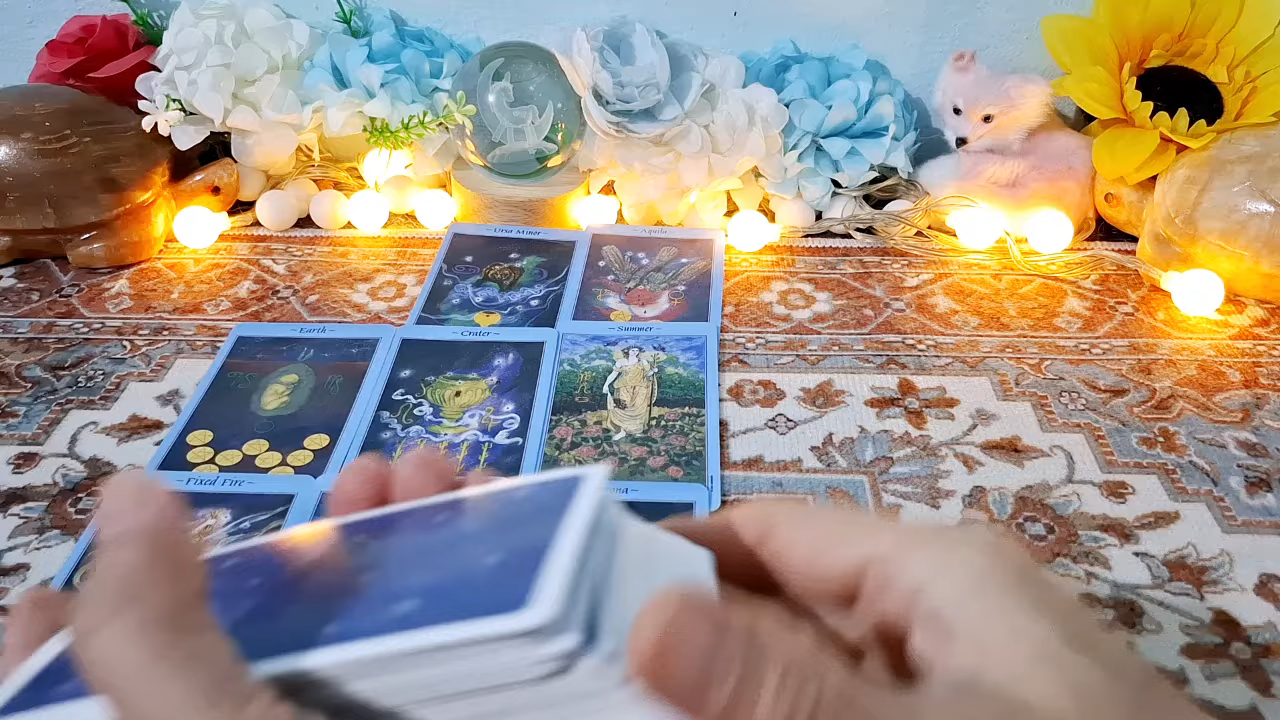 ~ Ursa Minor ~
~ Aquila ~
~ Earth ~
~ Crater ~
~ Summer ~
~ Fixed Fire ~